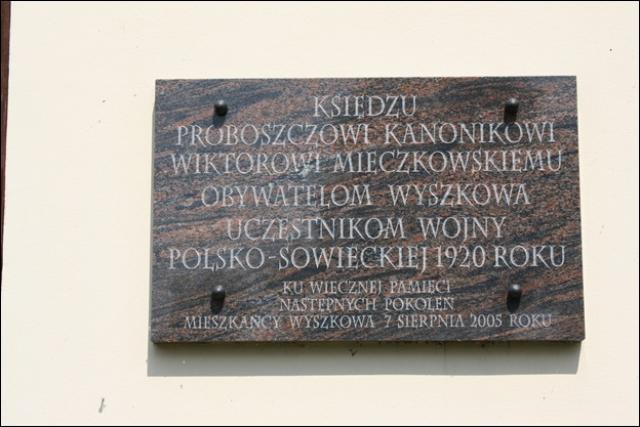 KSIĘDZU
PROBOSZCZOWI KANONIKOWI
WIKTOROWI MIECZKOWSKIEMU
OBYWATELOM WYSZKOWA
UCZESTNIKOM WOJNY
POLSKO-SOWIECKIEJ 1920 ROKU
KU WIECZNEJ PAMIĘCI
NASTĘPNYCH POKOLEŃ
MIESZKAŃCY WYSZKOWA 7 SIERPNIA 2005 ROKU